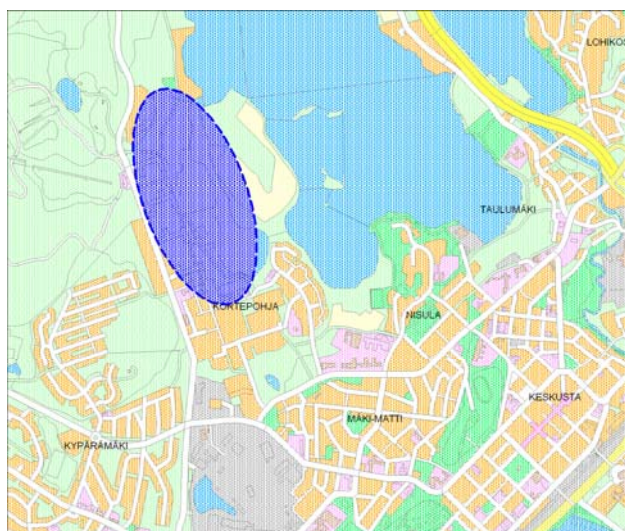 LOHIKOS
TAULUMÄKI
KORTEPOHJA
NISULA
KESKUSTA
MÄKI-MATTI
KYPÄRÄMÄKI